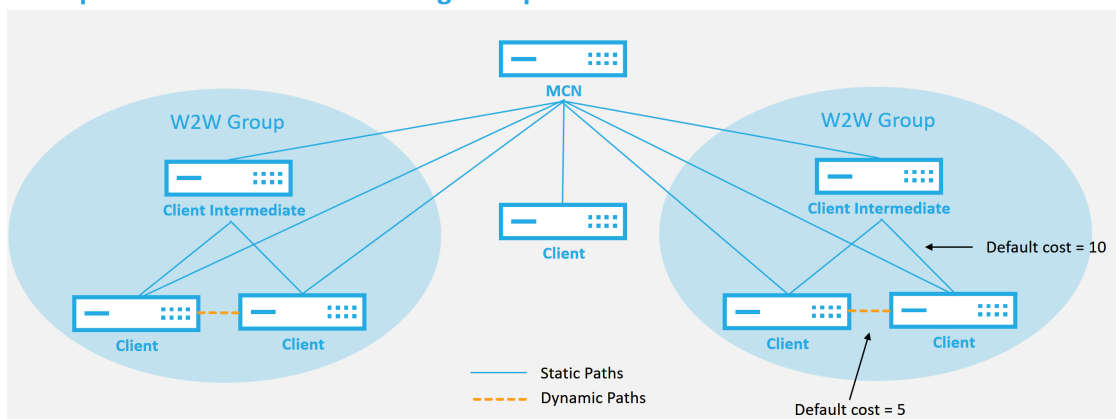 MCN
W2W Group
W2W Group
Client Intermediate
Client Intermediate
Client
Default cost = 10
Client
Client
Client
Client
Static Paths
Dynamic Paths
Default cost = 5